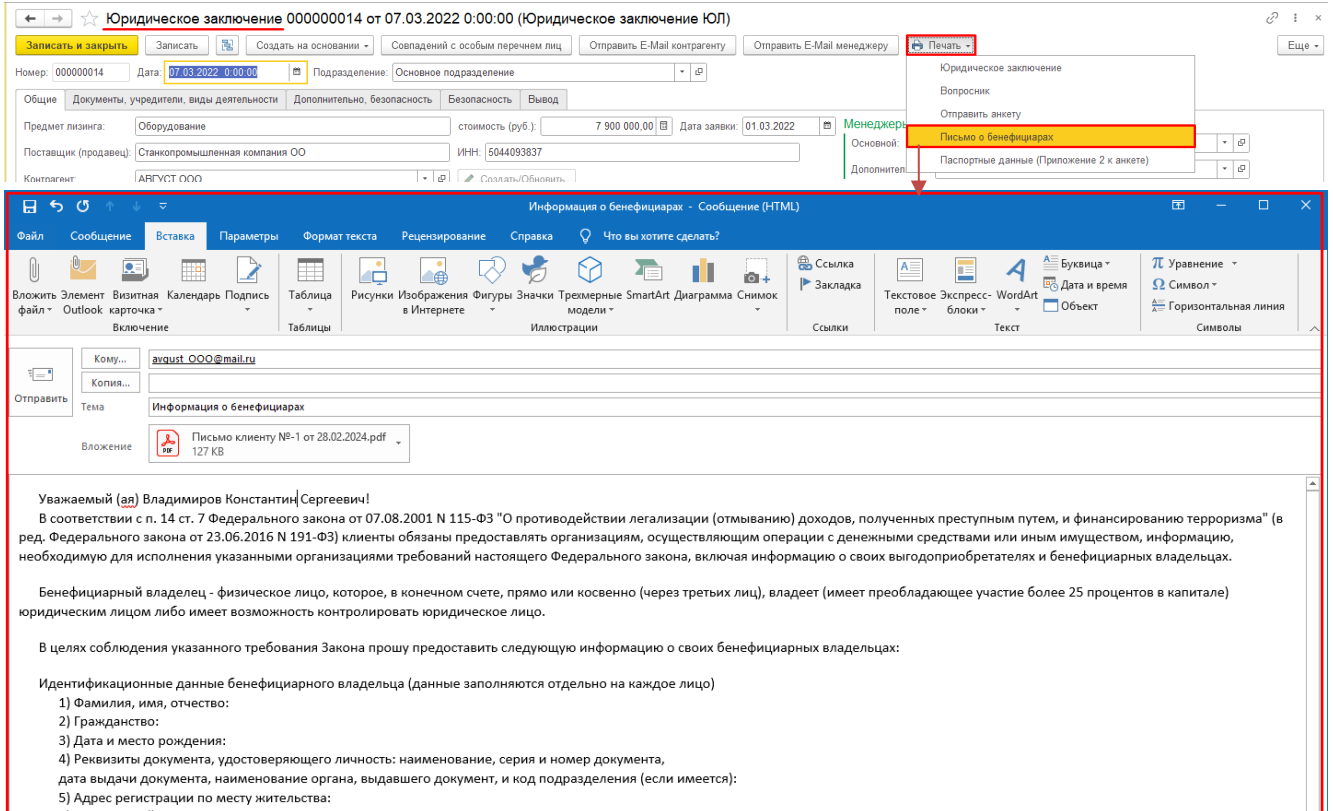 Юридическое заключение 000000014 от 07.03.2022 0:00:00 (Юридическое заключение ЮЛ)
Записать и закрыть Записать Создать на основании Совпадений с особым перечнем лиц Отправить E-Mail контрагенту Отправить E-Mail менеджеру Печать Еще
Номер: 000000014 Дата: 07.03.2022 0:00:00 Подразделение: Основное подразделение
Юридическое заключение
Вопросник
Отправить анкету
Письмо о бенефициарах
Паспортные данные (Приложение 2 к анкете)
Общие Документы, учредители, виды деятельности Дополнительно, безопасность Безопасность Вывод
Предмет лизинга: Оборудование стоимость (руб.): 7 900 000,00 Дата заявки: 01.03.2022 Менеджеры
Поставщик (продавец): Станкопромышленная компания ОО ИНН: 5044093837 Основной:
Контрагент: АВГУСТ ООО Создать/Обновить Дополнител
Информация о бенефициарах - Сообщение (HTML)
Файл Сообщение Вставка Параметры Формат текста Рецензирование Справка Что вы хотите сделать?
Вложить файл Элемент Outlook Визитная карточка Календарь Подпись Таблица Рисунки Изображения в Интернете Фигуры Значки Трехмерные модели SmartArt Диаграмма Снимок Ссылка Закладка Текстовое поле Экспресс-блоки WordArt Буквица Дата и время Объект Уравнение Символ Горизонтальная линия
Включение Таблицы Иллюстрации Ссылки Текст Символы
Отправить
Кому... avgust_OOO@mail.ru
Копия...
Тема Информация о бенефициарах
Вложение Письмо клиенту №-1 от 28.02.2024.pdf
PDF 127 КВ
Уважаемый (ая) Владимиров Константин Сергеевич!
В соответствии с п. 14 ст. 7 Федерального закона от 07.08.2001 N 115-ФЗ "О противодействии легализации (отмыванию) доходов, полученных преступным путем, и финансированию терроризма" (в
ред. Федерального закона от 23.06.2016 N 191-ФЗ) клиенты обязаны предоставлять организациям, осуществляющим операции с денежными средствами или иным имуществом, информацию,
необходимую для исполнения указанными организациями требований настоящего Федерального закона, включая информацию о своих выгодоприобретателях и бенефициарных владельцах.
Бенефициарный владелец - физическое лицо, которое, в конечном счете, прямо или косвенно (через третьих лиц), владеет (имеет преобладающее участие более 25 процентов в капитале)
юридическим лицом либо имеет возможность контролировать юридическое лицо.
В целях соблюдения указанного требования Закона прошу предоставить следующую информацию о своих бенефициарных владельцах:
Идентификационные данные бенефициарного владельца (данные заполняются отдельно на каждое лицо)
1) Фамилия, имя, отчество:
2) Гражданство:
3) Дата и место рождения:
4) Реквизиты документа, удостоверяющего личность: наименование, серия и номер документа,
дата выдачи документа, наименование органа, выдавшего документ, и код подразделения (если имеется):
5) Адрес регистрации по месту жительства: